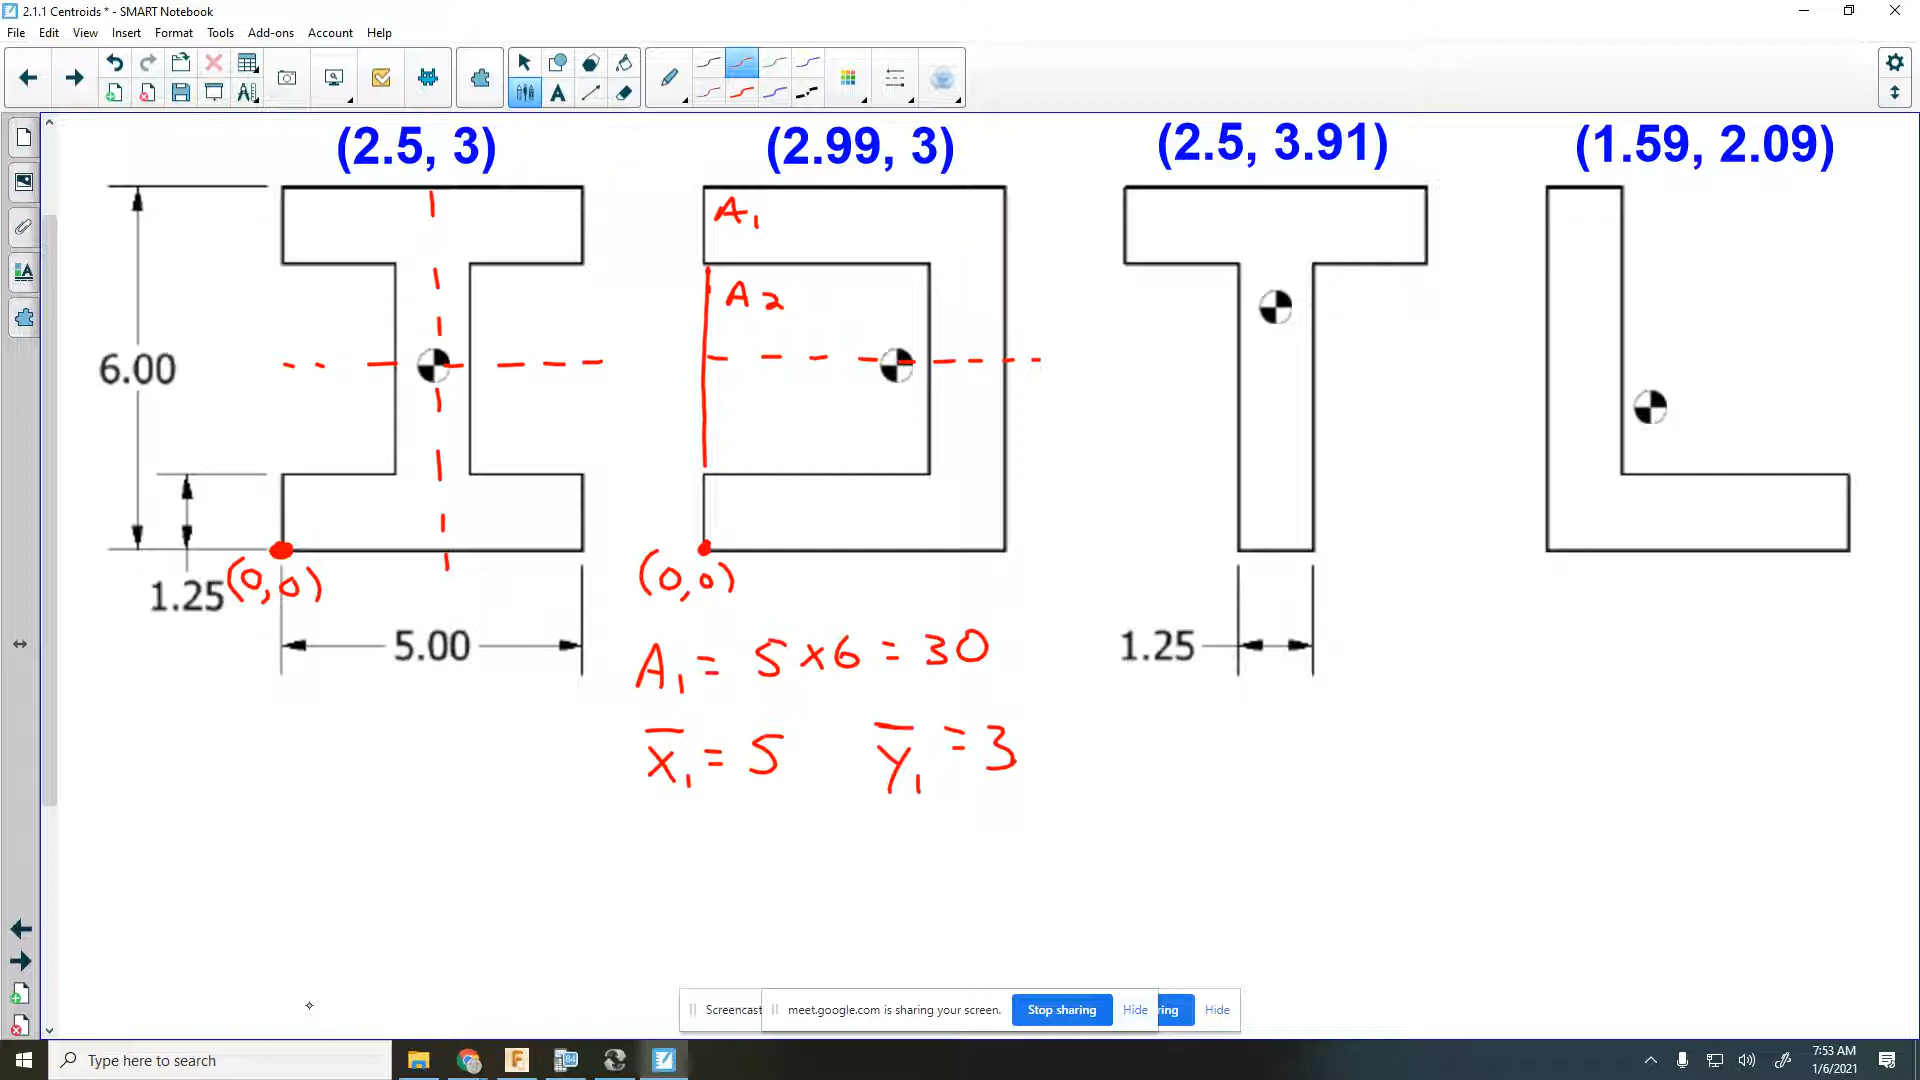 2.1.1 Centroids * - SMART Notebook
File Edit View Insert Format Tools Add-ons Account Help
(2.5, 3) (2.99, 3) (2.5, 3.91) (1.59, 2.09)
A1
A2
6.00
1.25
(0,0) (0,0)
5.00
1.25
A1 = 5 x 6 = 30
x̄1 = 5 ȳ1 = 3
Screencast
meet.google.com is sharing your screen. Stop sharing Hide ring Hide
Type here to search
7:53 AM
1/6/2021